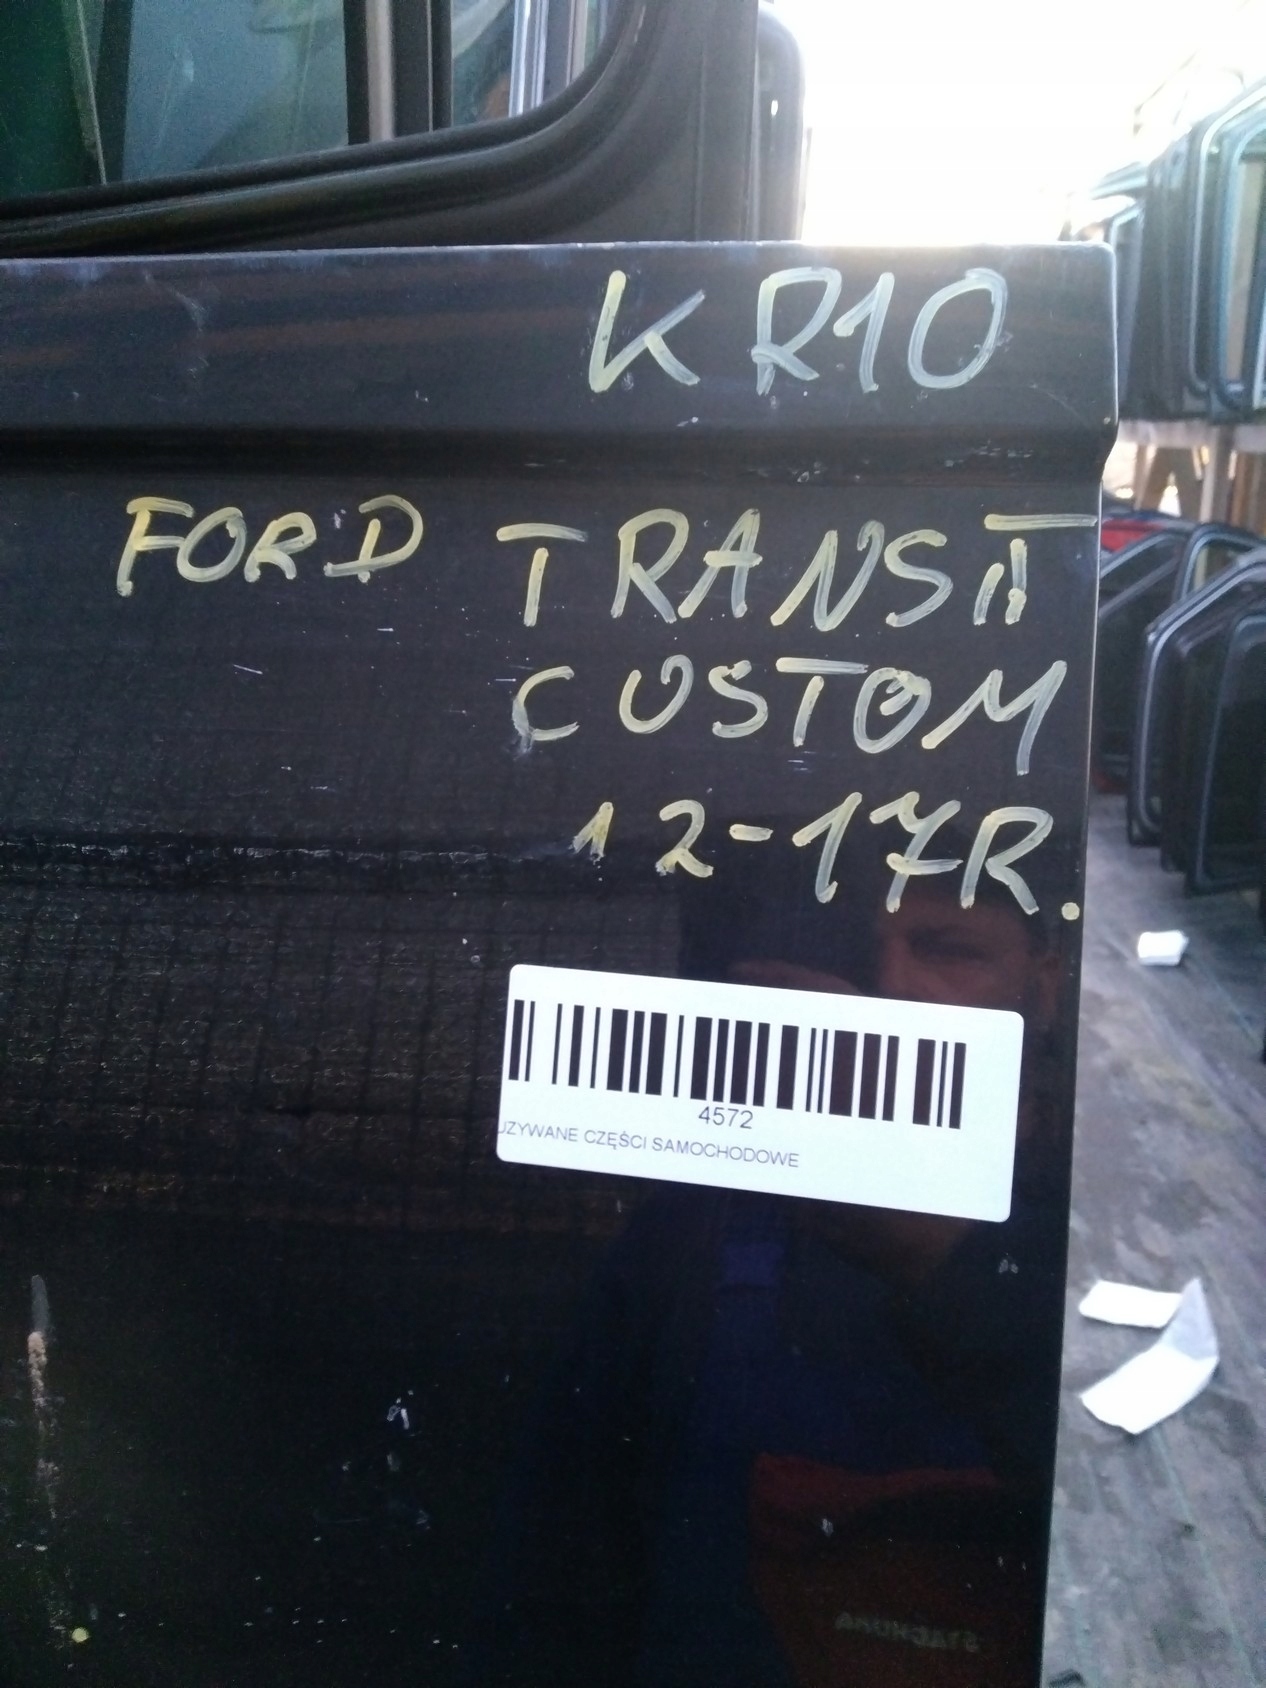 KR10
FORD TRANSIT
CUSTOM
12-17R.
4572
UŻYWANE CZĘŚCI SAMOCHODOWE